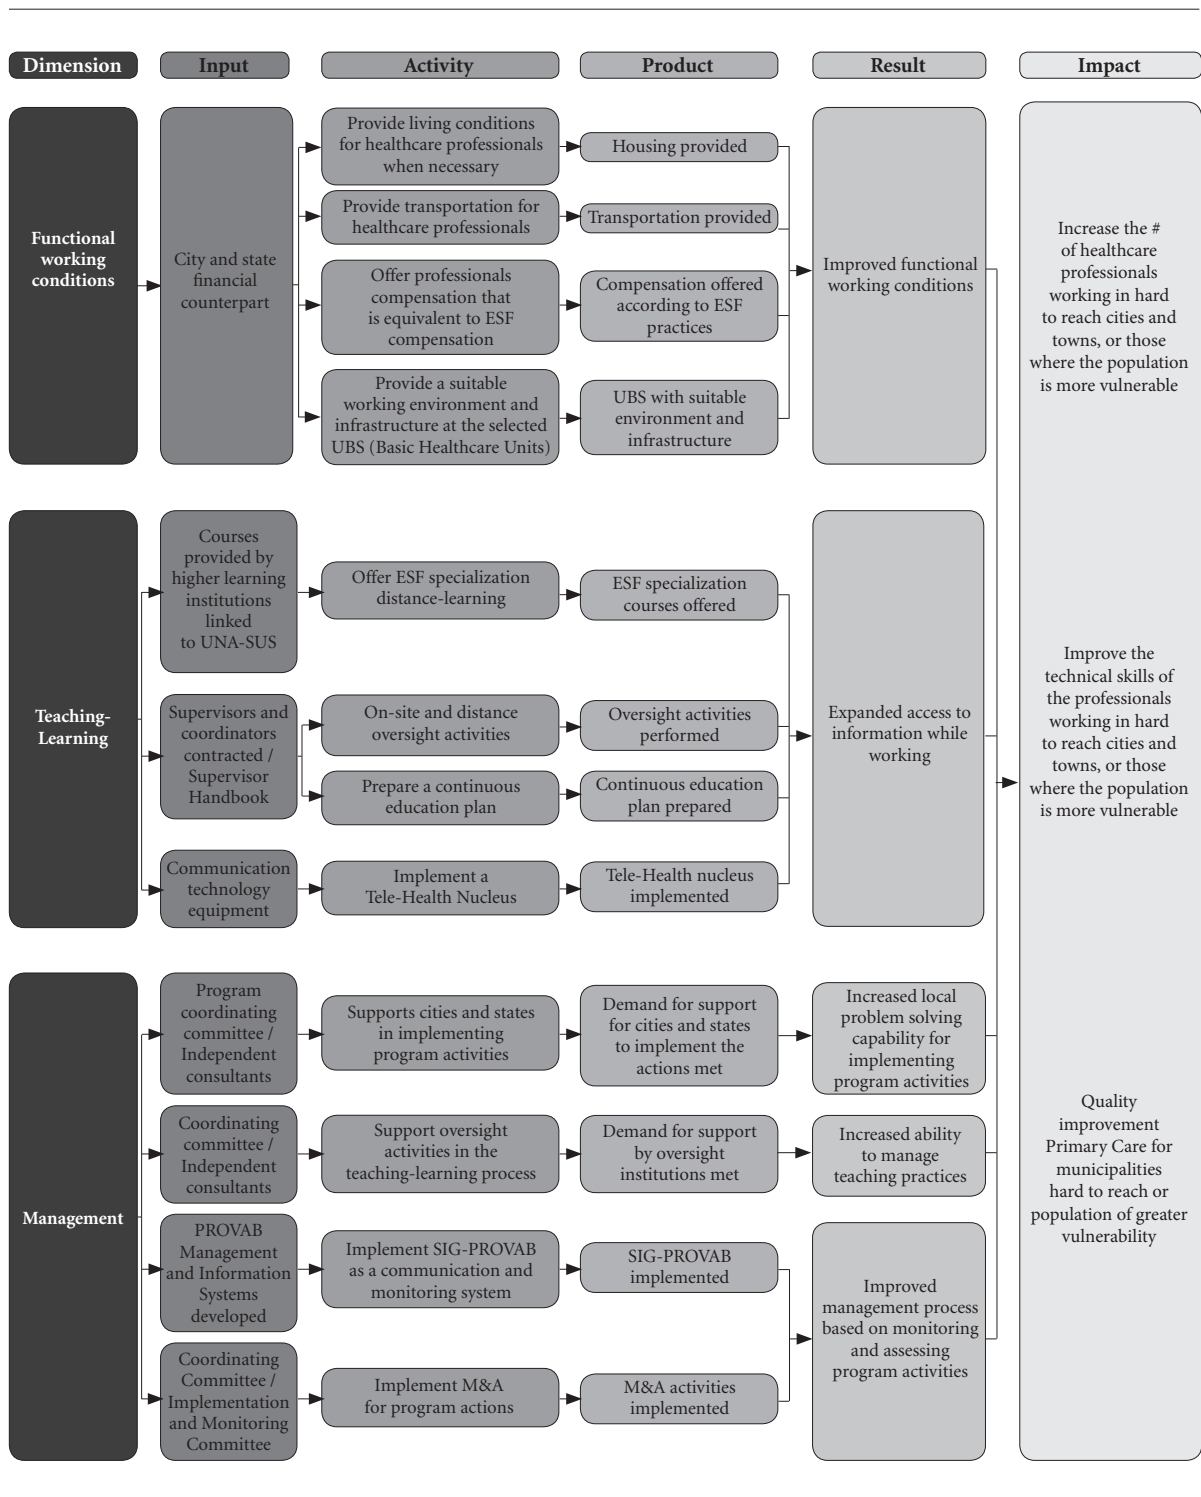 Dimension
Input
Activity
Product
Result
Impact
Functional
working
conditions
City and state
financial
counterpart
Provide living conditions
for healthcare professionals
when necessary
Housing provided
Provide transportation for
healthcare professionals
Transportation provided
Offer professionals
compensation that
is equivalent to ESF
compensation
Compensation offered
according to ESF
practices
Provide a suitable
working environment and
infrastructure at the selected
UBS (Basic Healthcare Units)
UBS with suitable
environment and
infrastructure
Improved functional
working conditions
Teaching-
Learning
Courses
provided by
higher learning
institutions
linked
to UNA-SUS
Offer ESF specialization
distance-learning
ESF specialization
courses offered
Supervisors and
coordinators
contracted /
Supervisor
Handbook
On-site and distance
oversight activities
Oversight activities
performed
Prepare a continuous
education plan
Continuous education
plan prepared
Communication
technology
equipment
Implement a
Tele-Health Nucleus
Tele-Health nucleus
implemented
Expanded access to
information while
working
Management
Program
coordinating
committee /
Independent
consultants
Supports cities and states
in implementing
program activities
Demand for support
for cities and states
to implement the
actions met
Increased local
problem solving
capability for
implementing
program activities
Coordinating
committee /
Independent
consultants
Support oversight
activities in the
teaching-learning process
Demand for support
by oversight
institutions met
Increased ability
to manage
teaching practices
PROVAB
Management
and Information
Systems
developed
Implement SIG-PROVAB
as a communication and
monitoring system
SIG-PROVAB
implemented
Coordinating
Committee /
Implementation
and Monitoring
Committee
Implement M&A
for program actions
M&A activities
implemented
Improved
management process
based on monitoring
and assessing
program activities
Increase the #
of healthcare
professionals
working in hard
to reach cities and
towns, or those
where the population
is more vulnerable
Improve the
technical skills of
the professionals
working in hard
to reach cities and
towns, or those
where the population
is more vulnerable
Quality
improvement
Primary Care for
municipalities
hard to reach or
population of greater
vulnerability